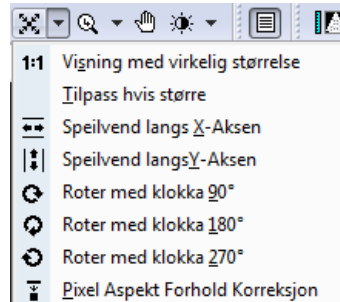 1:1 Visning med virkelig størrelse
Tilpass hvis større
Speilvend langs X-Aksen
Speilvend langsY-Aksen
Roter med klokka 90°
Roter med klokka 180°
Roter med klokka 270°
Pixel Aspekt Forhold Korreksjon